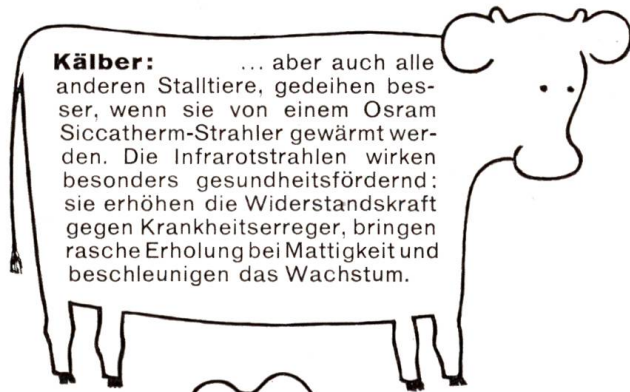 Kälber: ... aber auch alle
anderen Stalltiere, gedeihen bes-
ser, wenn sie von einem Osram
Siccatherm-Strahler gewärmt wer-
den. Die Infrarotstrahlen wirken
besonders gesundheitsfördernd:
sie erhöhen die Widerstandskraft
gegen Krankheitserreger, bringen
rasche Erholung bei Mattigkeit und
beschleunigen das Wachstum.